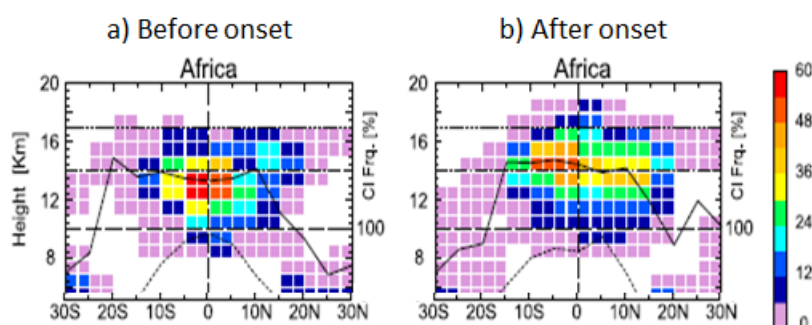 a) Before onset
b) After onset
Africa
Africa
Height [Km]
20
16
14
12
8
CI Frq. [%]
100
30S 20S 10S 0 10N 20N 30N
20
16
14
12
8
CI Frq. [%]
100
30S 20S 10S 0 10N 20N 30N
60
48
36
24
12
0